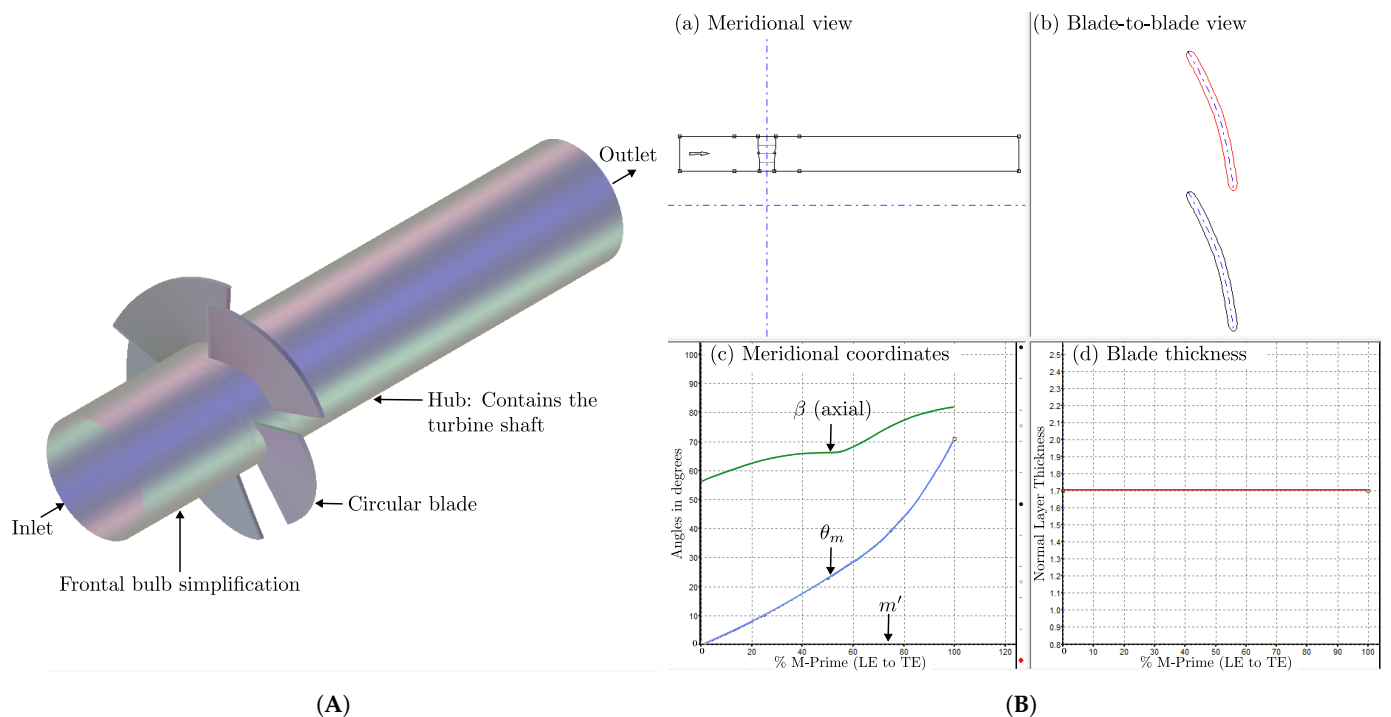 Outlet
Hub: Contains the
turbine shaft
Circular blade
Inlet
Frontal bulb simplification
(A)
(a) Meridional view
(b) Blade-to-blade view
(c) Meridional coordinates
Angles in degrees
100
90
80
70
60
50
40
30
20
10
0
β (axial)
θm
m′
0
20
40
60
80
100
% M-Prime (LE to TE)
(d) Blade thickness
Normal Layer Thickness
2.5
2.4
2.2
2.1
2.0
1.9
1.8
1.7
1.6
1.5
1.4
1.3
1.2
1.1
1.0
0.9
0.8
0
10
20
30
40
50
60
70
80
90
100
% M-Prime (LE to TE)
(B)